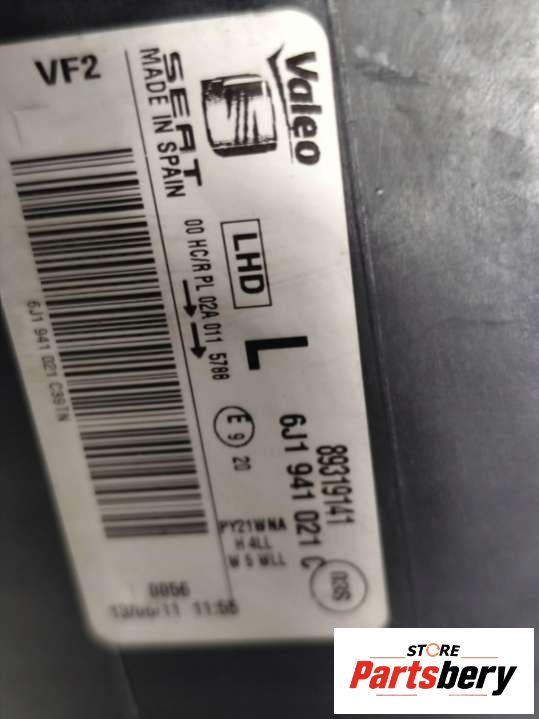 Valeo
SEAT
MADE IN SPAIN
VF2
LHD
L
00 HC/R PL 02A 011 5788
E 9 20
89319141
6J1 941 021 C
PY21W NA
H 4LL
W 5 WLL
6J1 941 021 C99TN
0056
13/06/11 11:56
STORE
Partsbery